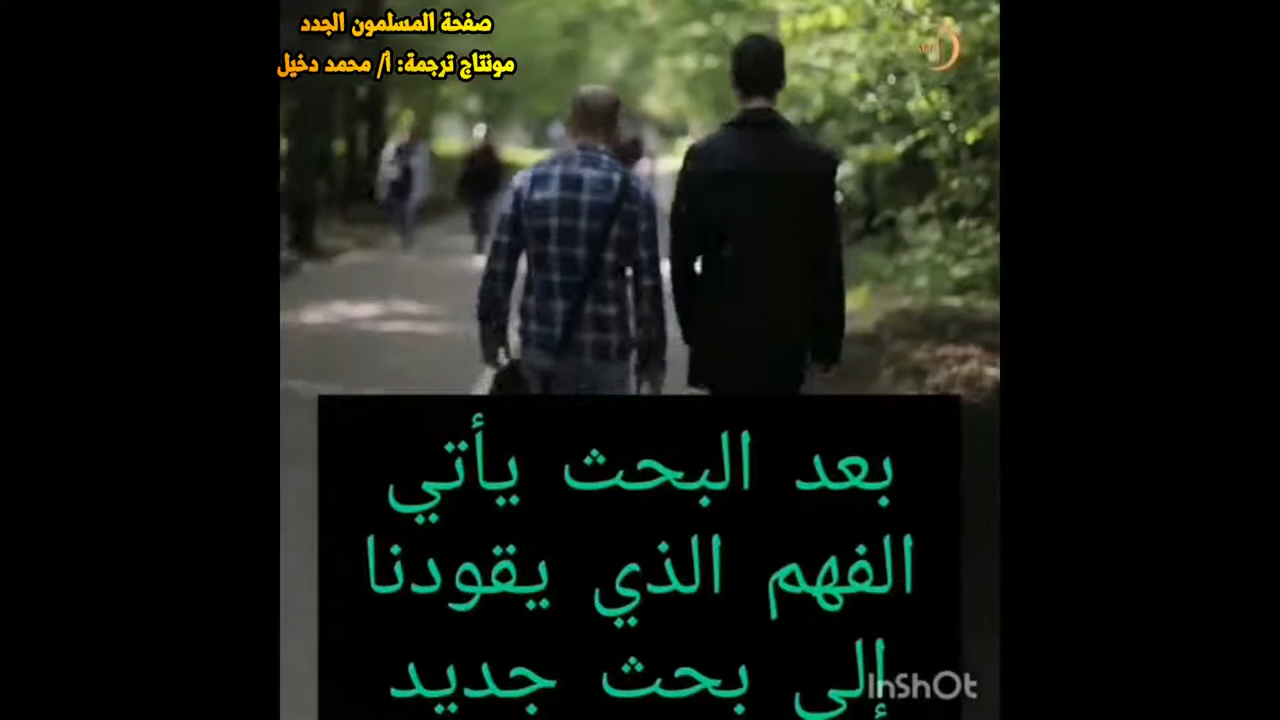 صفحة المسلمون الجدد
مونتاج ترجمة: أ/ محمد دخيل
بعد البحث يأتي
الفهم الذي يقودنا
إلى بحث جديد
InShOt